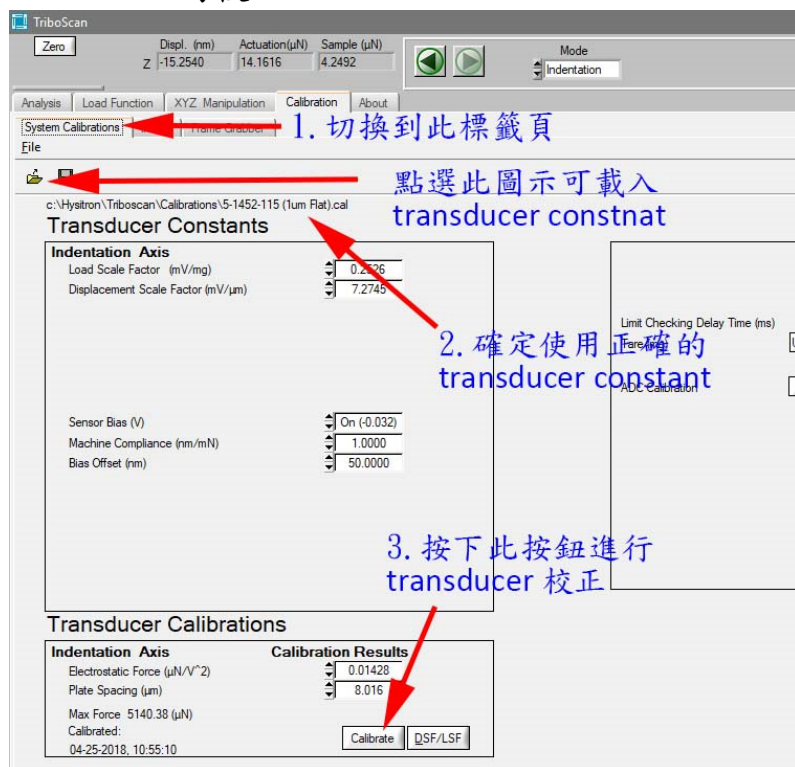 TriboScan
Zero
Displ. (nm) Actuation(µN) Sample (µN)
Z -15.2540 14.1616 4.2492
Mode
Indentation
Analysis Load Function XYZ Manipulation Calibration About
System Calibrations Frame Grabber
1. 切換到此標籤頁
File
點選此圖示可載入
transducer constnat
c:\Hysitron\Triboscan\Calibrations\5-1452-115 (1um Flat).cal
Transducer Constants
Indentation Axis
Load Scale Factor (mV/mg) 0.2526
Displacement Scale Factor (mV/µm) 7.2745
Limit Checking Delay Time (ms)
2. 確定使用正確的
transducer constant
ADC Calibration
Sensor Bias (V) On (-0.032)
Machine Compliance (nm/mN) 1.0000
Bias Offset (nm) 50.0000
3. 按下此按鈕進行
transducer 校正
Transducer Calibrations
Indentation Axis Calibration Results
Electrostatic Force (µN/V^2) 0.01428
Plate Spacing (µm) 8.016
Max Force 5140.38 (µN)
Calibrated:
04-25-2018, 10:55:10
Calibrate DSF/LSF